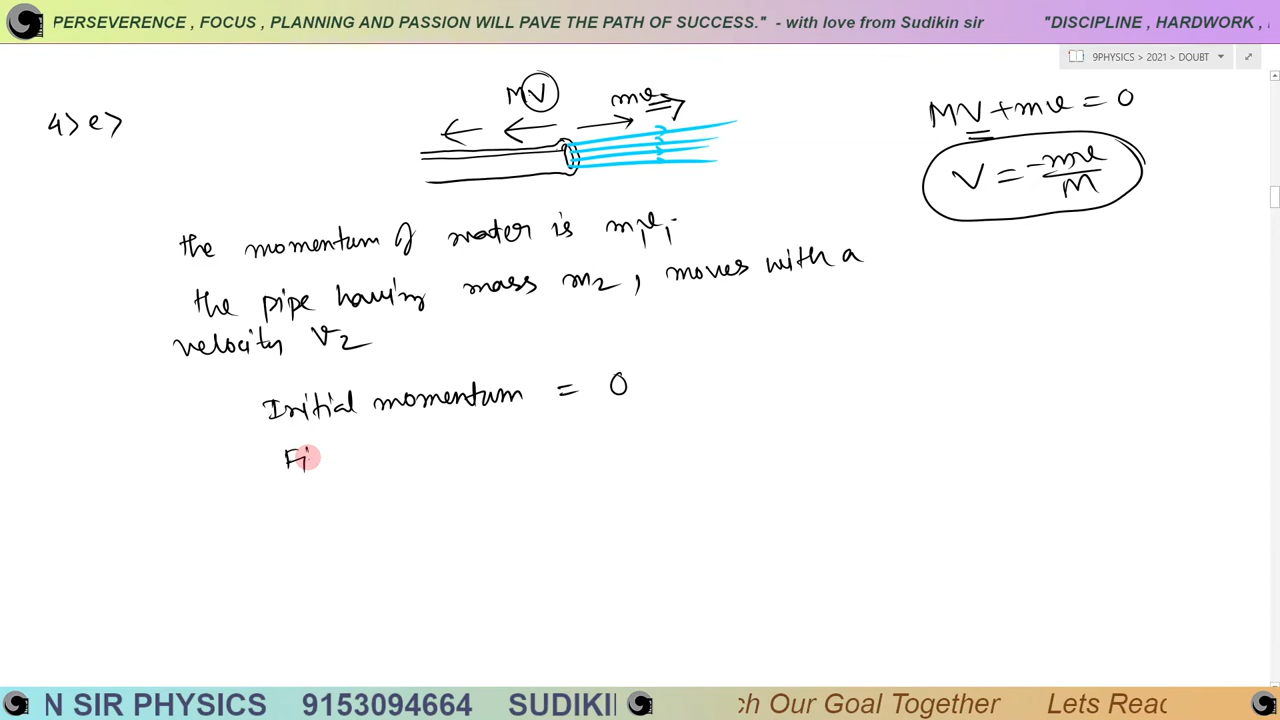 PERSEVERENCE , FOCUS , PLANNING AND PASSION WILL PAVE THE PATH OF SUCCESS." - with love from Sudikin sir "DISCIPLINE , HARDWORK ,
9PHYSICS > 2021 > DOUBT
4> e>
MV
mv
MV + mv = 0
V = -mv/M
the momentum of water is m1v1.
the pipe having mass m2 , moves with a
velocity v2
Initial momentum = 0
Fi
N SIR PHYSICS 9153094664 SUDIKI ch Our Goal Together Lets Reac